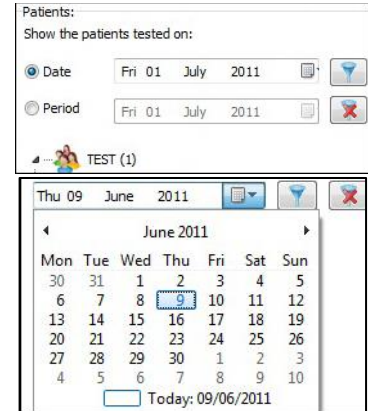 Patients:
Show the patients tested on:
Date Fri 01 July 2011
Period Fri 01 July 2011
TEST (1)
Thu 09 June 2011
June 2011
Mon Tue Wed Thu Fri Sat Sun
30 31 1 2 3 4 5
6 7 8 9 10 11 12
13 14 15 16 17 18 19
20 21 22 23 24 25 26
27 28 29 30 1 2 3
4 5 6 7 8 9 10
Today: 09/06/2011